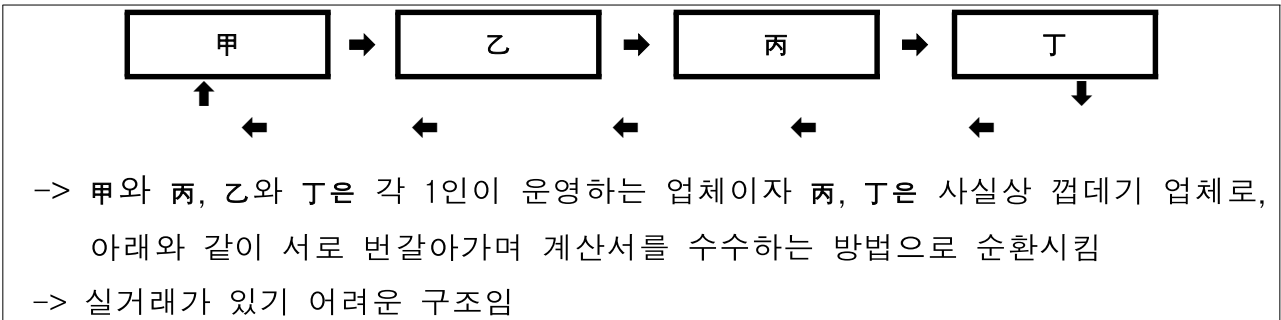 甲 ➡ 乙 ➡ 丙 ➡ 丁
⬆ ⬇
⬅ ⬅ ⬅ ⬅ ⬅
-> 甲와 丙, 乙와 丁은 각 1인이 운영하는 업체이자 丙, 丁은 사실상 껍데기 업체로,
아래와 같이 서로 번갈아가며 계산서를 수수하는 방법으로 순환시킴
-> 실거래가 있기 어려운 구조임